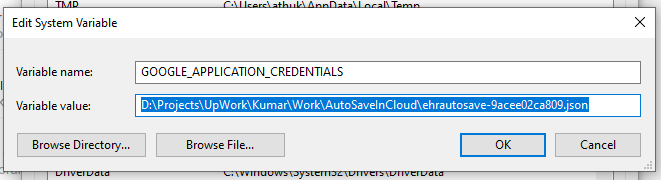 TMP C:\Users\athuk\AppData\Local\Temp
Edit System Variable
Variable name: GOOGLE_APPLICATION_CREDENTIALS
Variable value: D:\Projects\UpWork\Kumar\Work\AutoSaveInCloud\ehrautosave-9acee02ca809.json
Browse Directory... Browse File... OK Cancel
DriverData C:\Windows\System32\Drivers\DriverData